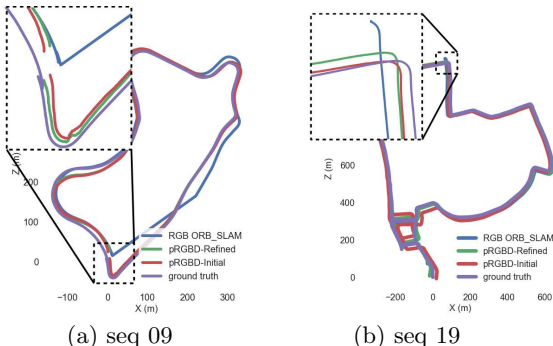 Z (m)
200
100
0
−100
0
100
200
300
X (m)
RGB ORB_SLAM
pRGBD-Refined
pRGBD-Initial
ground truth
(a) seq 09
Z (m)
600
400
200
0
−200
0
200
400
600
X (m)
RGB ORB_SLAM
pRGBD-Refined
pRGBD-Initial
ground truth
(b) seq 19